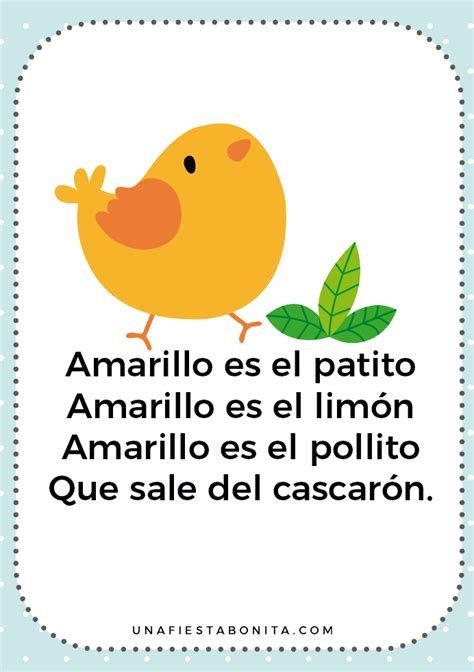 Amarillo es el patito
Amarillo es el limón
Amarillo es el pollito
Que sale del cascarón.
UNAFIESTABONITA.COM